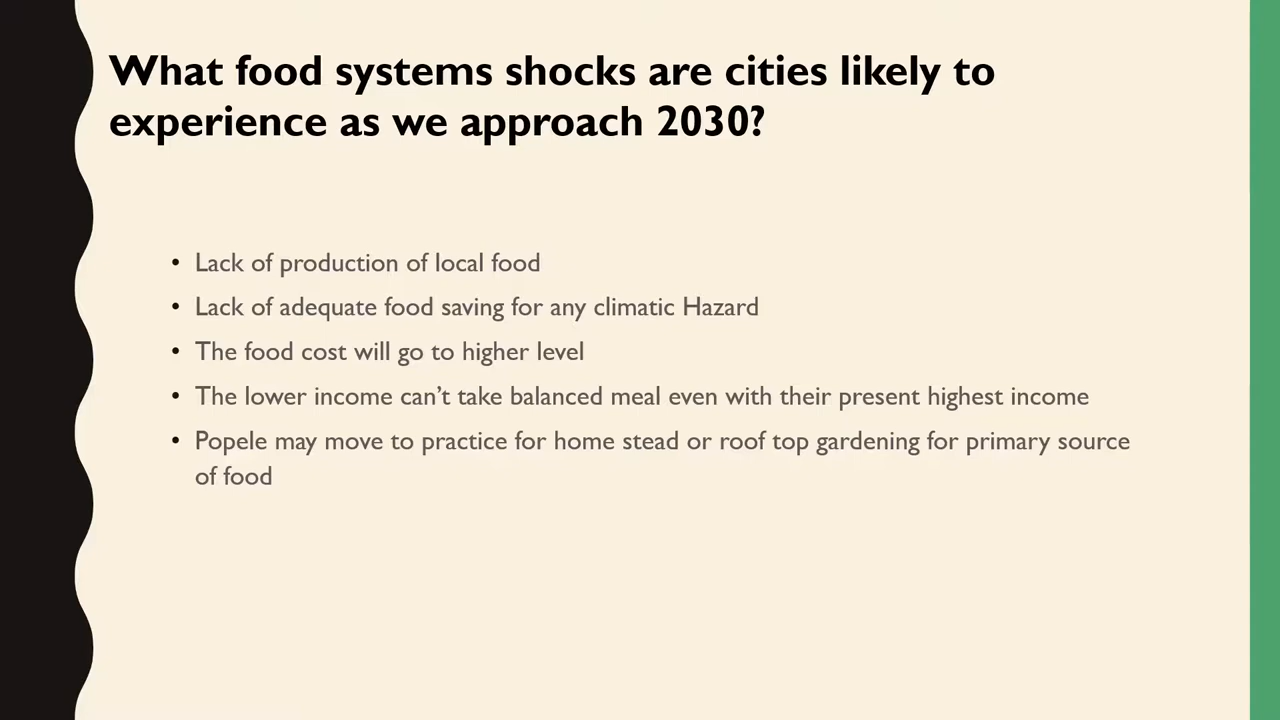 What food systems shocks are cities likely to
experience as we approach 2030?
• Lack of production of local food
• Lack of adequate food saving for any climatic Hazard
• The food cost will go to higher level
• The lower income can’t take balanced meal even with their present highest income
• Popele may move to practice for home stead or roof top gardening for primary source
of food